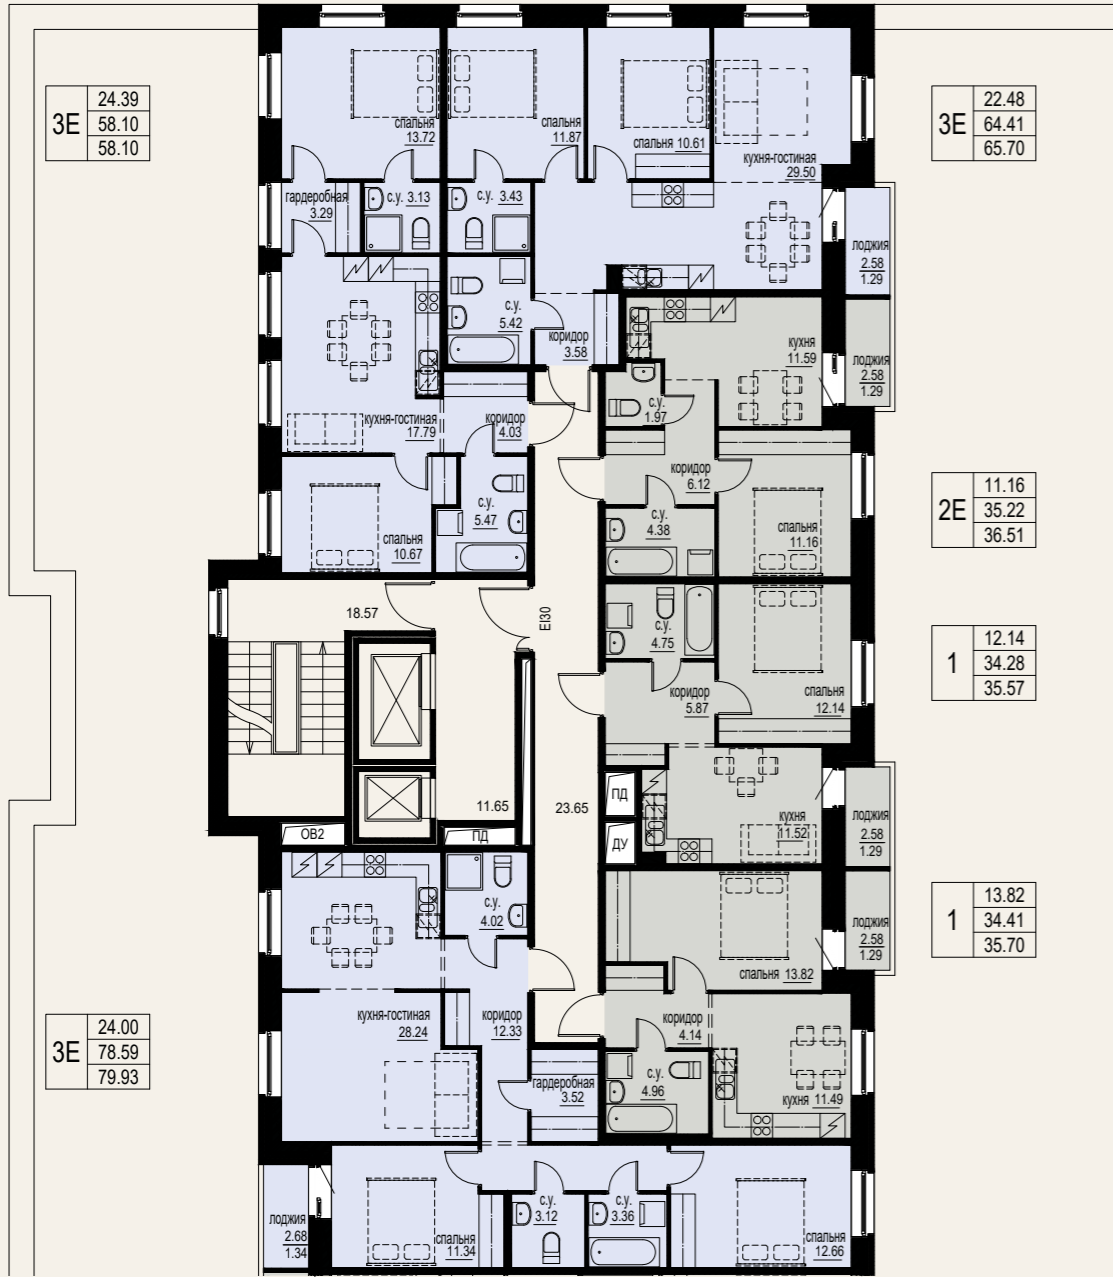 3Е
24.39
58.10
58.10
спальня
13.72
спальня
11.87
спальня 10.61
кухня-гостиная
29.50
3Е
22.48
64.41
65.70
гардеробная
3.29
с.у. 3.13
с.у. 3.43
лоджия
2.58
1.29
с.у.
5.42
коридор
3.58
кухня
11.59
лоджия
2.58
1.29
кухня-гостиная
17.79
коридор
4.03
с.у.
1.97
коридор
6.12
2Е
11.16
35.22
36.51
с.у.
5.47
спальня
10.67
с.у.
4.38
спальня
11.16
18.57
EI30
с.у.
4.75
коридор
5.87
спальня
12.14
1
12.14
34.28
35.57
11.65
23.65
ПД
ДУ
кухня
11.52
лоджия
2.58
1.29
ОВ2
ПД
с.у.
4.02
спальня 13.82
лоджия
2.58
1.29
1
13.82
34.41
35.70
3Е
24.00
78.59
79.93
кухня-гостиная
28.24
коридор
12.33
коридор
4.14
гардеробная
3.52
с.у.
4.96
кухня 11.49
лоджия
2.68
1.34
спальня
11.34
с.у.
3.12
с.у.
3.36
спальня
12.66